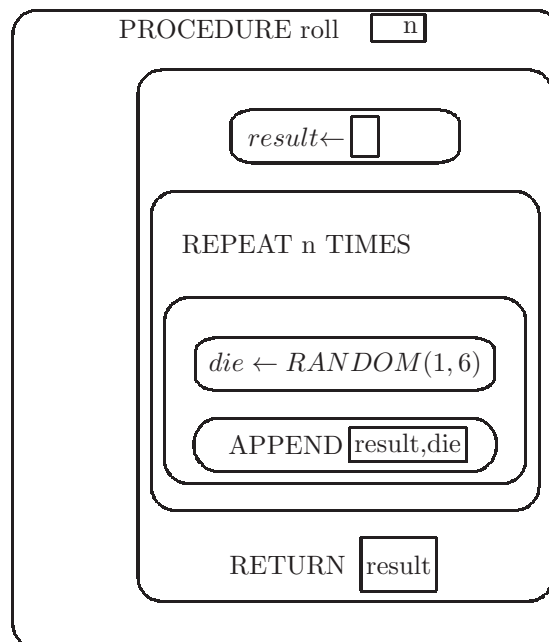 PROCEDURE roll n
result←
REPEAT n TIMES
die ← RANDOM(1, 6)
APPEND result,die
RETURN result